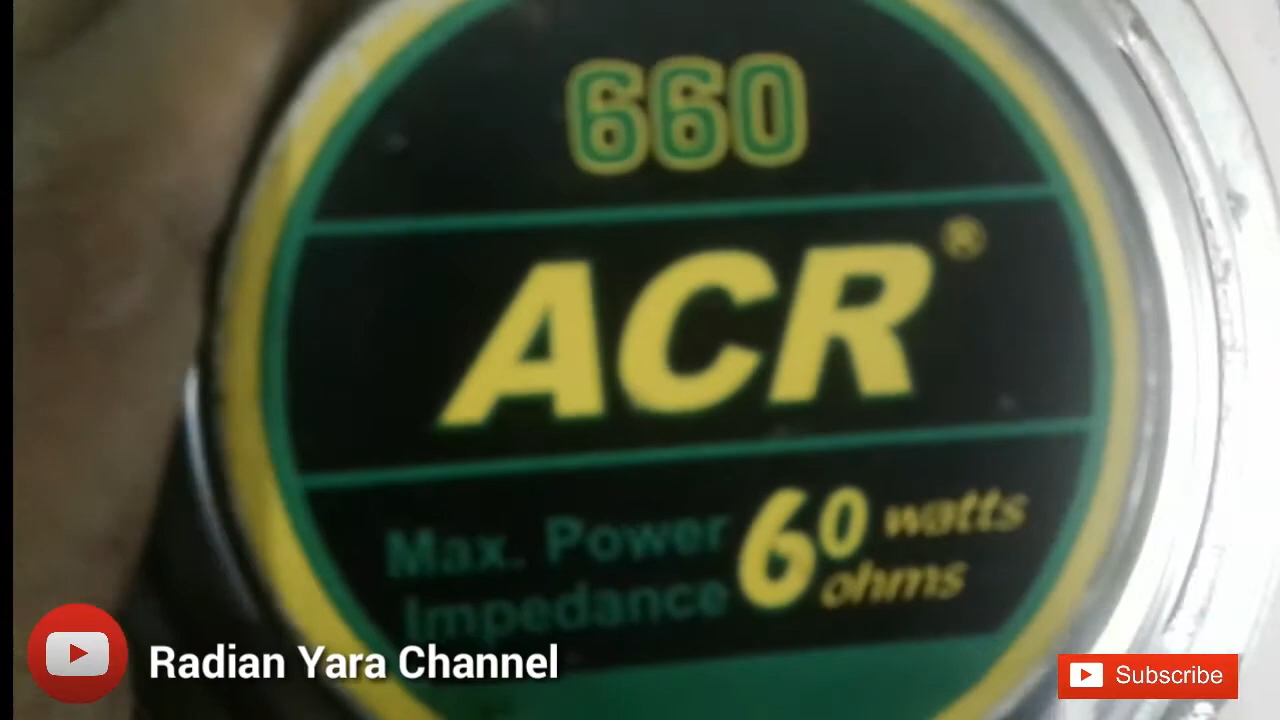 660
ACR®
Max. Power 60 watts
Impedance 6 ohms
Radian Yara Channel
Subscribe